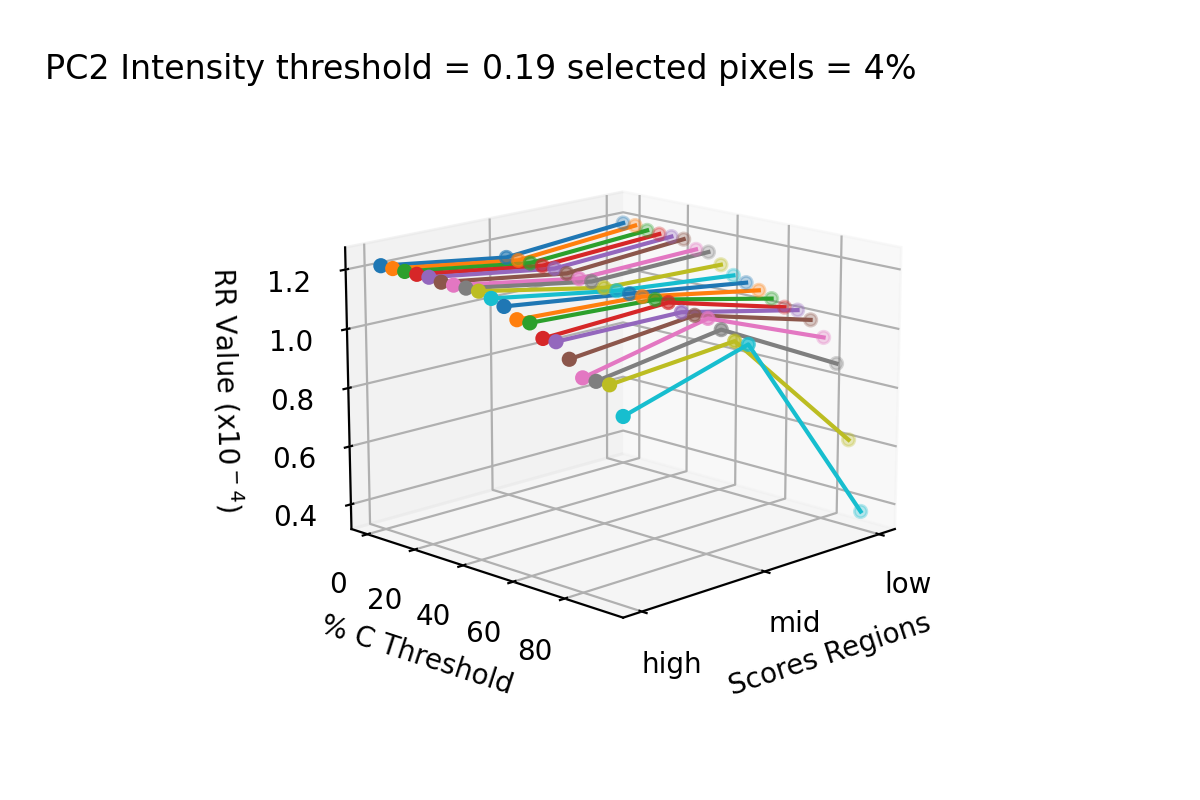 PC2 Intensity threshold = 0.19 selected pixels = 4%
1.2
1.0
0.8
0.6
0.4
RR Value (x10⁻⁴)
0
20
40
60
80
% C Threshold
high
mid
low
Scores Regions